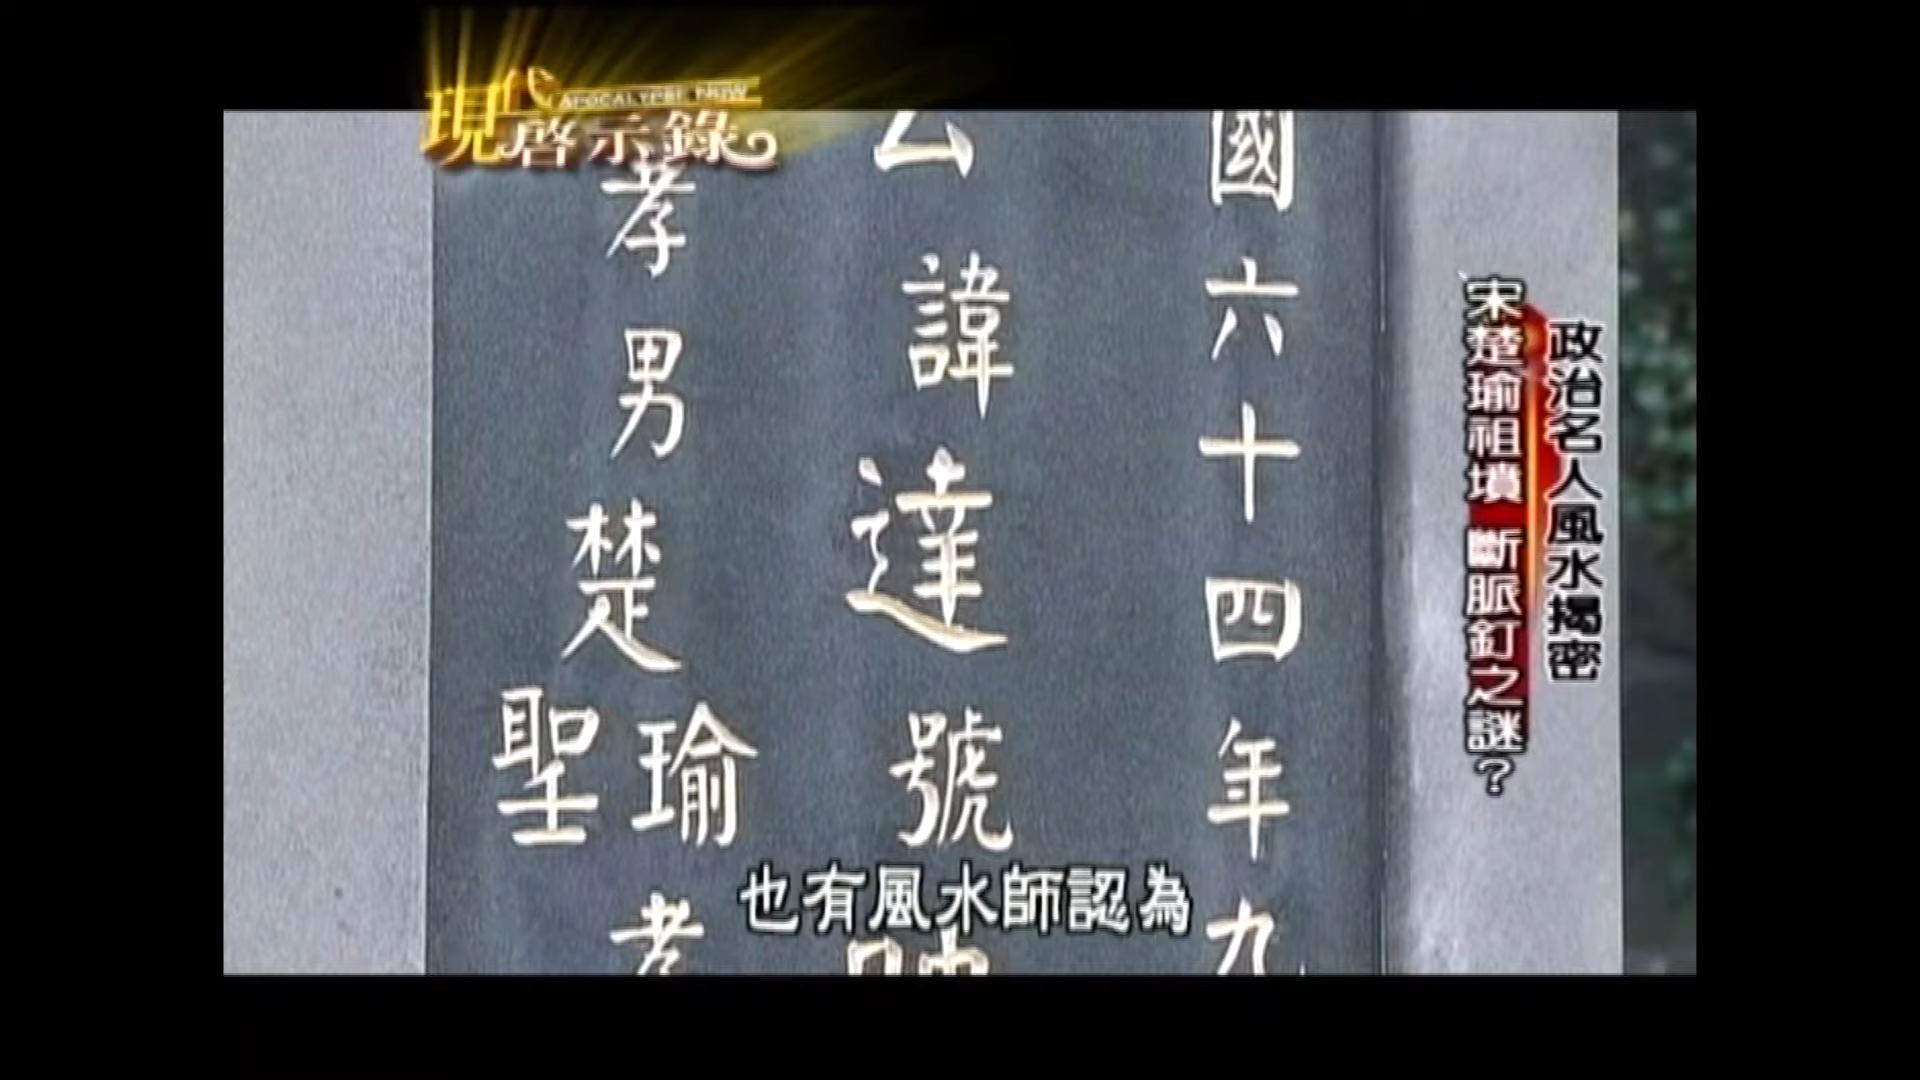 現代啓示錄
APOCALYPSE NOW
政治名人風水揭密
宋楚瑜祖墳 斷脈釘之謎？
國六十四年九
公諱達號
孝男楚瑜
聖
孝
也有風水師認為